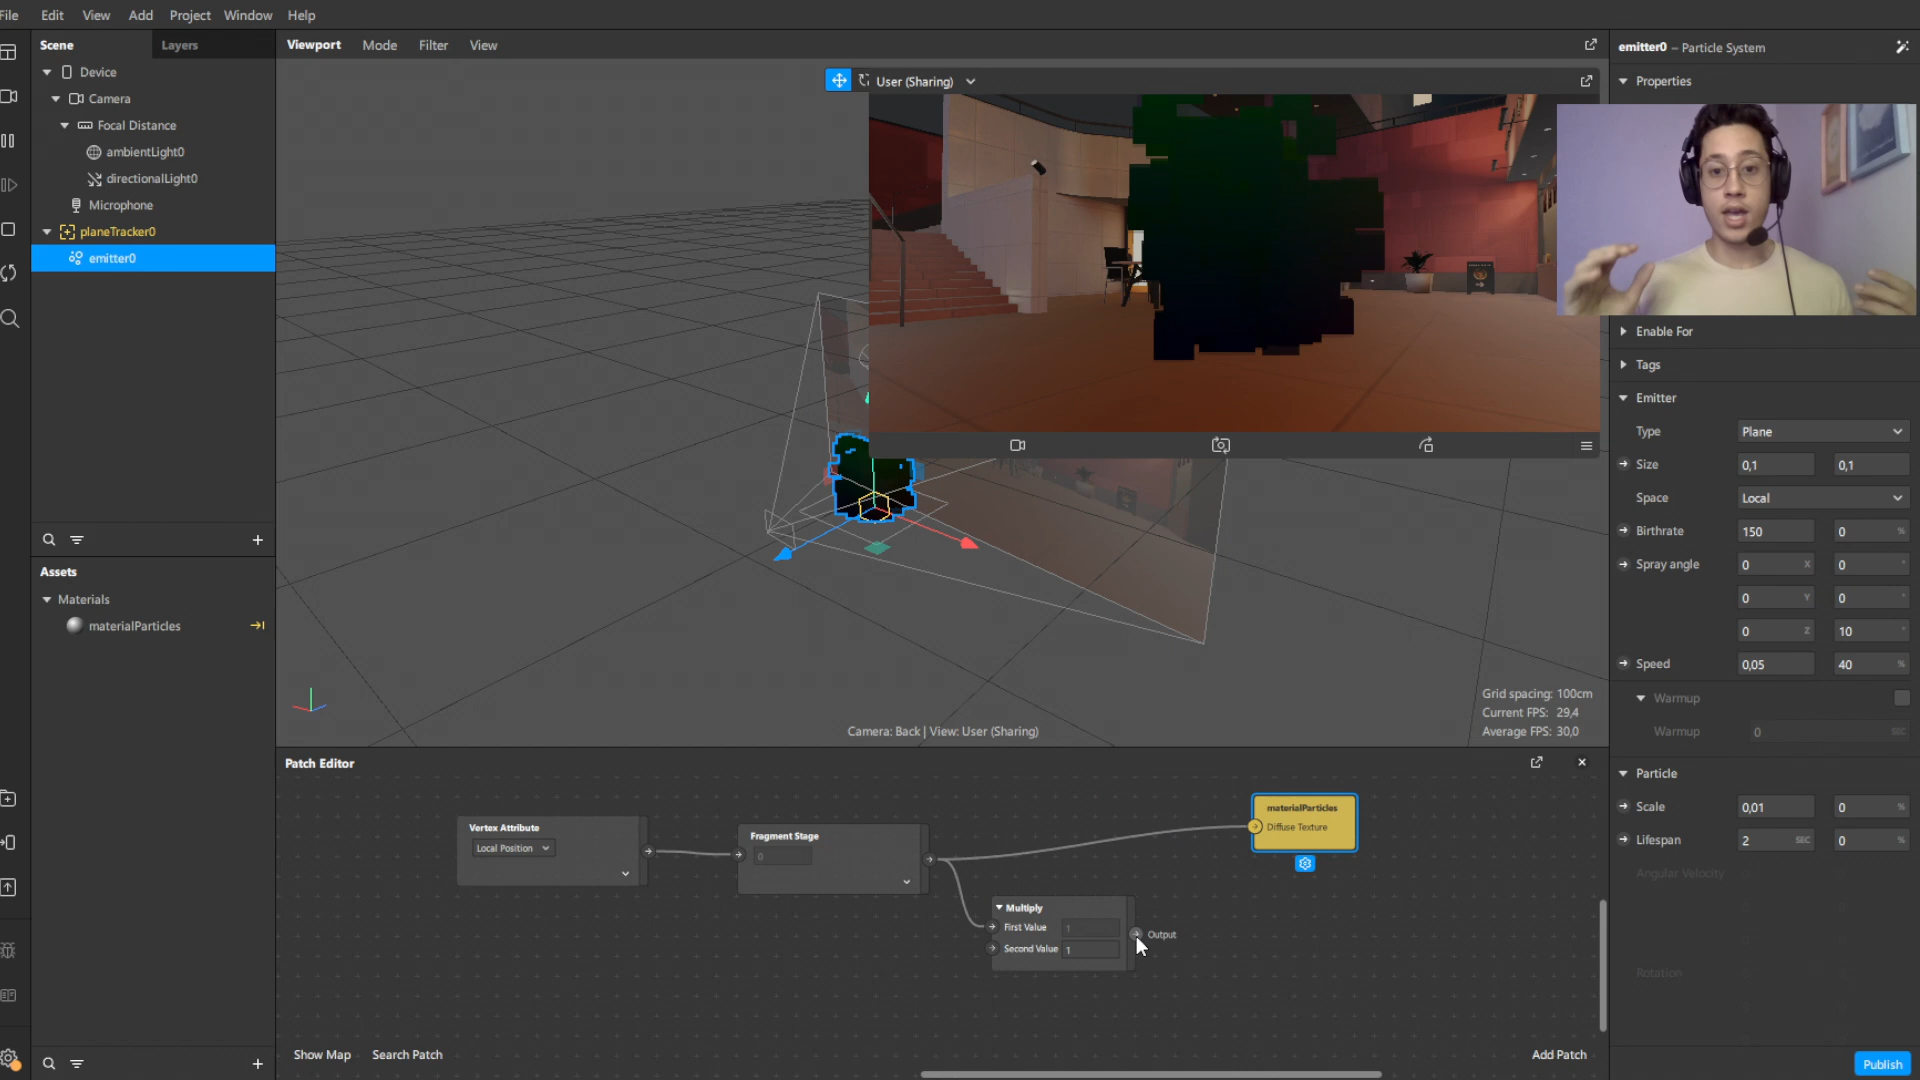 File Edit View Add Project Window Help
Scene Layers
Device
Camera
Focal Distance
ambientLight0
directionalLight0
Microphone
planeTracker0
emitter0
Assets
Materials
materialParticles
Viewport Mode Filter View
User (Sharing)
Grid spacing: 100cm
Current FPS: 29,4
Average FPS: 30,0
Camera: Back | View: User (Sharing)
Patch Editor
Vertex Attribute
Local Position
Fragment Stage
0
Multiply
First Value 1
Second Value 1
Output
materialParticles
Diffuse Texture
Show Map Search Patch
Add Patch
emitter0 – Particle System
Properties
Enable For
Tags
Emitter
Type Plane
Size 0,1 0,1
Space Local
Birthrate 150 0 %
Spray angle 0 X 0 °
0 Y 0 °
0 Z 10 °
Speed 0,05 40 %
Warmup
Warmup 0 SEC
Particle
Scale 0,01 0 %
Lifespan 2 SEC 0 %
Angular Velocity
Rotation
Publish